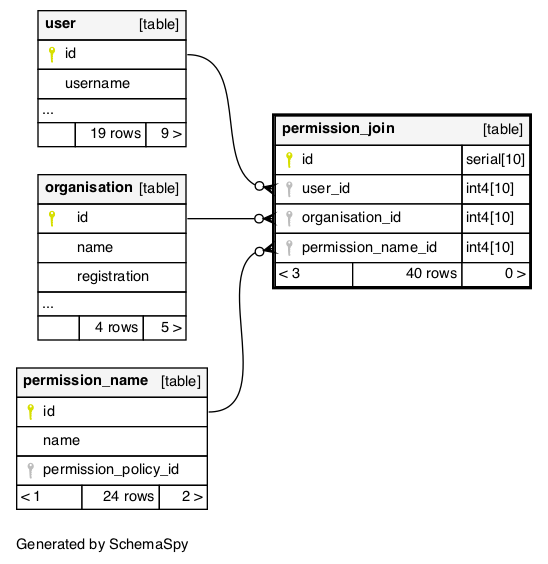 user [table]
id
username
...
19 rows 9 >
organisation [table]
id
name
registration
...
4 rows 5 >
permission_name [table]
id
name
permission_policy_id
< 1 24 rows 2 >
permission_join [table]
id serial[10]
user_id int4[10]
organisation_id int4[10]
permission_name_id int4[10]
< 3 40 rows 0 >
Generated by SchemaSpy